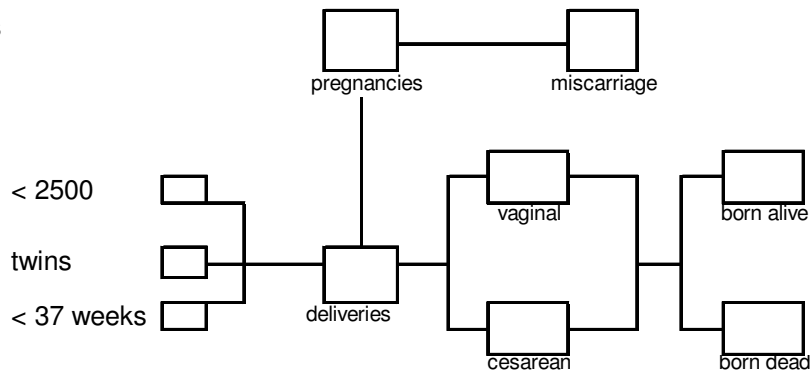 pregnancies
miscarriage
< 2500
vaginal
born alive
twins
deliveries
< 37 weeks
cesarean
born dead